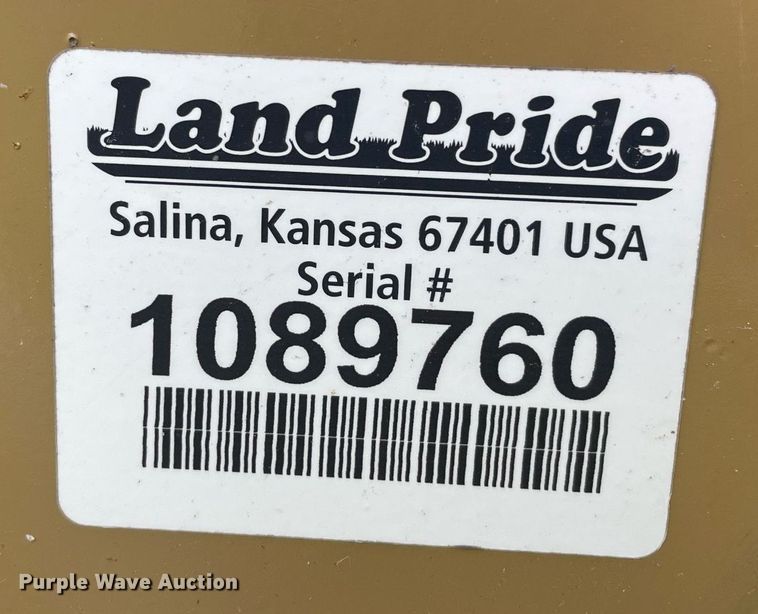 Land Pride
Salina, Kansas 67401 USA
Serial #
1089760
Purple Wave Auction